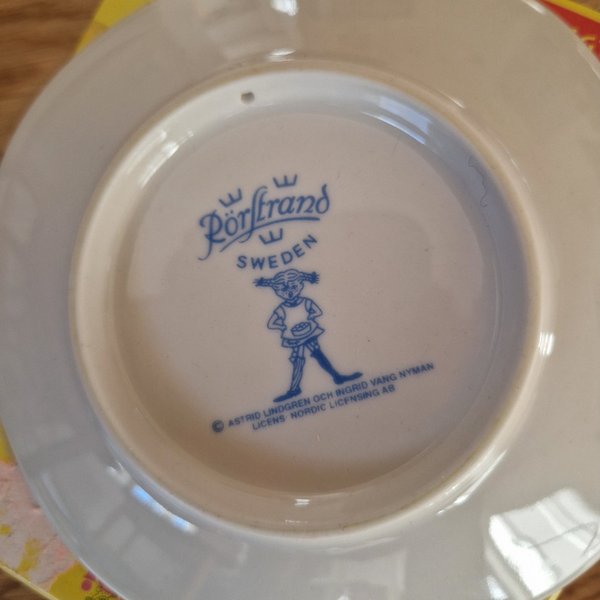 Rörstrand
SWEDEN
© ASTRID LINDGREN OCH INGRID VANG NYMAN
LICENS: NORDIC LICENSING AB